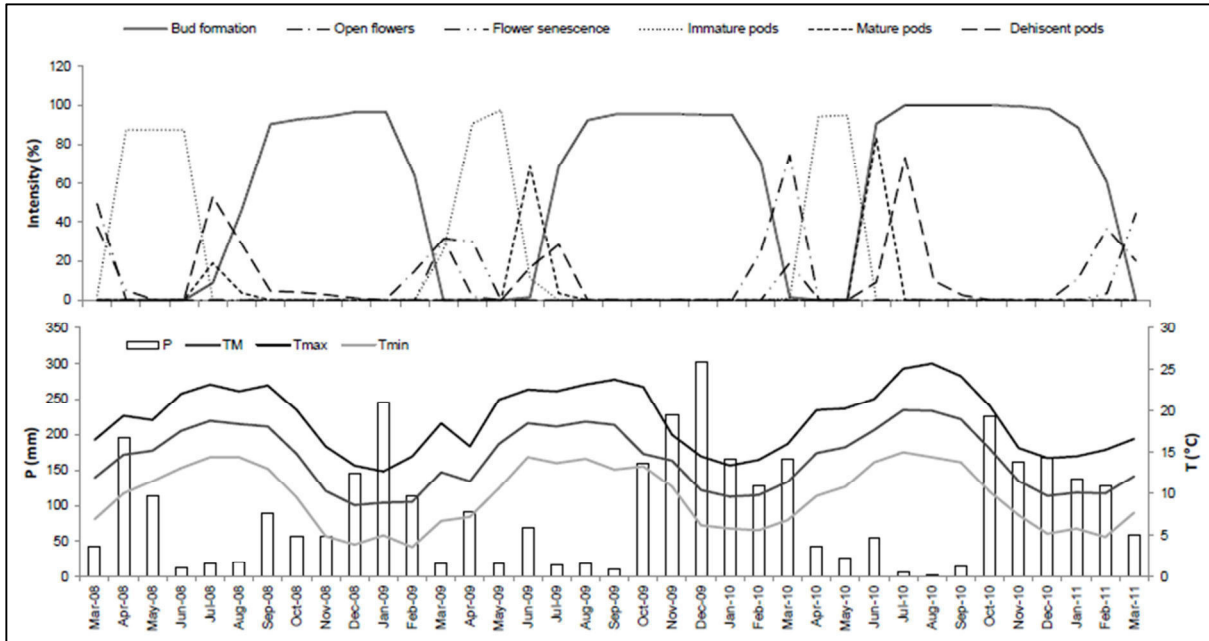 Bud formation Open flowers Flower senescence Immature pods Mature pods Dehiscent pods
Intensity (%)
120
100
80
60
40
20
0
P TM Tmax Tmin
P (mm)
350
300
250
200
150
100
50
0
T (°C)
30
25
20
15
10
5
0
Mar-08
Apr-08
May-08
Jun-08
Jul-08
Aug-08
Sep-08
Oct-08
Nov-08
Dec-08
Jan-09
Feb-09
Mar-09
Apr-09
May-09
Jun-09
Jul-09
Aug-09
Sep-09
Oct-09
Nov-09
Dec-09
Jan-10
Feb-10
Mar-10
Apr-10
May-10
Jun-10
Jul-10
Aug-10
Sep-10
Oct-10
Nov-10
Dec-10
Jan-11
Feb-11
Mar-11